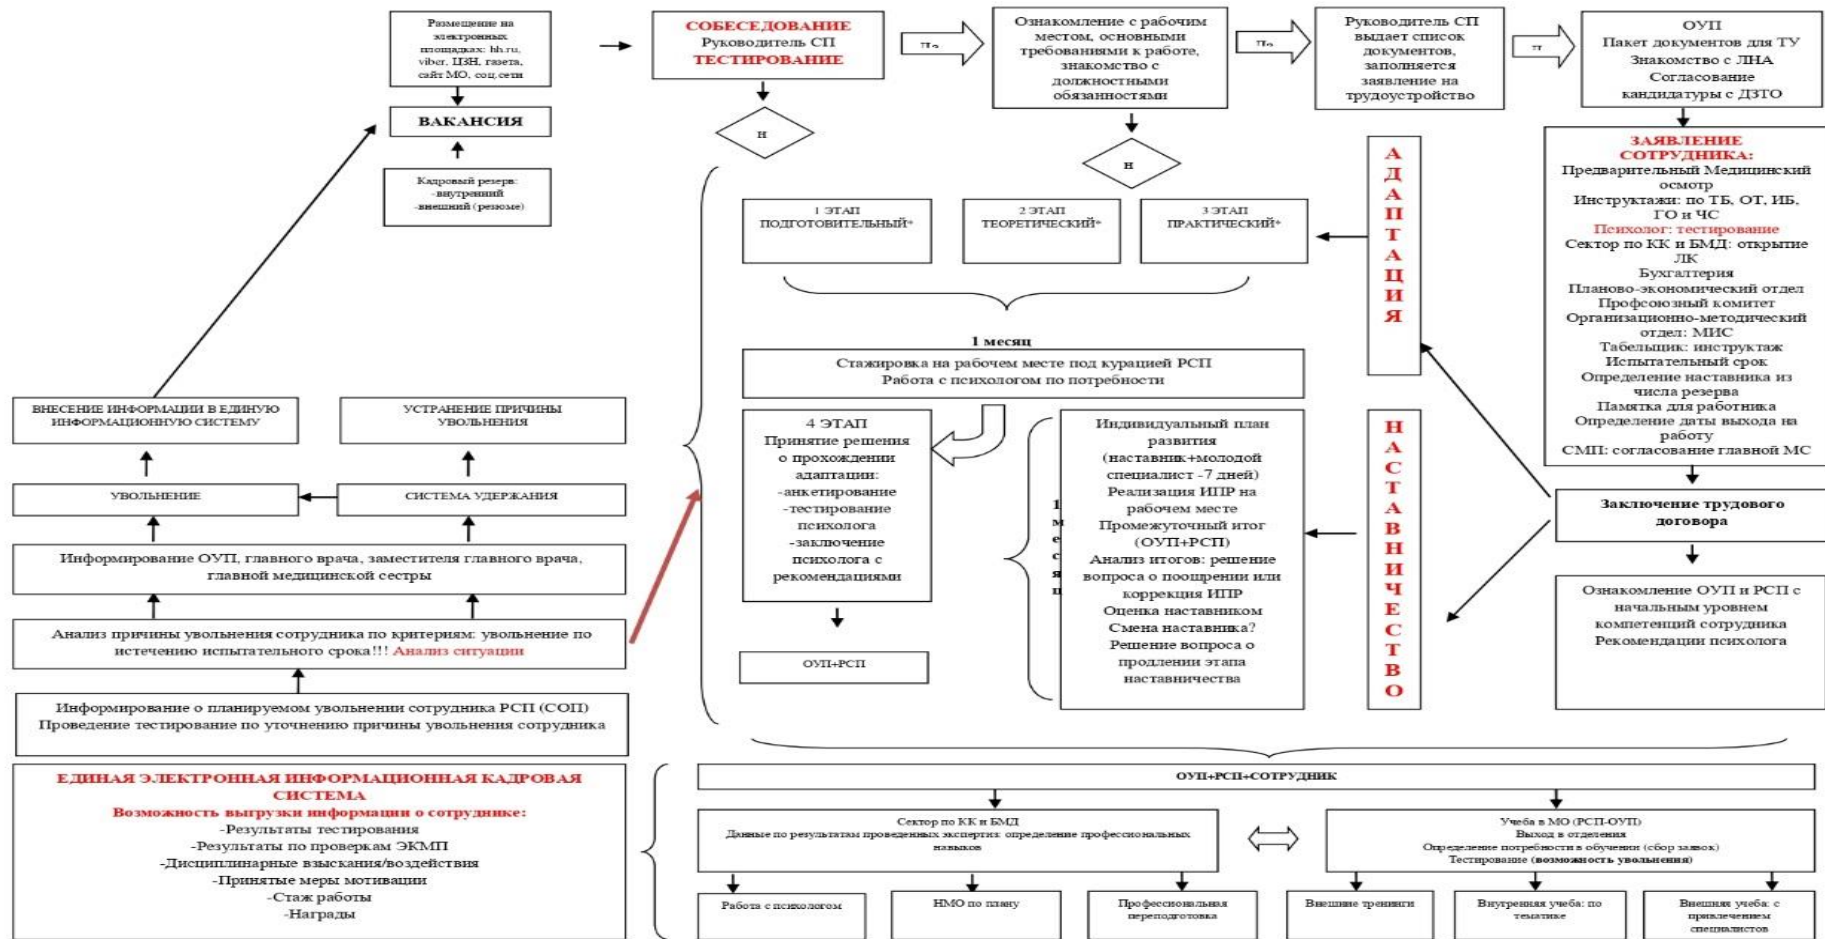 Размещение на
электронных
площадках: hh.ru,
viber, ЦЗН, газета,
сайт МО, соц.сети
СОБЕСЕДОВАНИЕ
Руководитель СП
ТЕСТИРОВАНИЕ
Ознакомление с рабочим
местом, основными
требованиями к работе,
знакомство с
должностными
обязанностями
Руководитель СП
выдает список
документов,
заполняется
заявление на
трудоустройство
ОУП
Пакет документов для ТУ
Знакомство с ЛНА
Согласование
кандидатуры с ДЗТО
ВАКАНСИЯ
н
н
Кадровый резерв:
-внутренний
-внешний (резюме)
АДАПТАЦИЯ
ЗАЯВЛЕНИЕ
СОТРУДНИКА:
Предварительный Медицинский
осмотр
Инструктажи: по ТБ, ОТ, ИБ,
ГО и ЧС
Психолог: тестирование
Сектор по КК и БМД: открытие
ЛК
Бухгалтерия
Планово-экономический отдел
Профсоюзный комитет
Организационно-методический
отдел: МИС
Табельщик: инструктаж
Испытательный срок
Определение наставника из
числа резерва
Памятка для работника
Определение даты выхода на
работу
СМП: согласование главной МС
1 ЭТАП
ПОДГОТОВИТЕЛЬНЫЙ*
2 ЭТАП
ТЕОРЕТИЧЕСКИЙ*
3 ЭТАП
ПРАКТИЧЕСКИЙ*
1 месяц
Стажировка на рабочем месте под курацией РСП
Работа с психологом по потребности
ВНЕСЕНИЕ ИНФОРМАЦИИ В ЕДИНУЮ
ИНФОРМАЦИОННУЮ СИСТЕМУ
УСТРАНЕНИЕ ПРИЧИНЫ
УВОЛЬНЕНИЯ
4 ЭТАП
Принятие решения
о прохождении
адаптации:
-анкетирование
-тестирование
психолога
-заключение
психолога с
рекомендациями
1 месяц
Индивидуальный план
развития
(наставник+молодой
специалист -7 дней)
Реализация ИПР на
рабочем месте
Промежуточный итог
(ОУП+РСП)
Анализ итогов: решение
вопроса о поощрении или
коррекция ИПР
Оценка наставником
Смена наставника?
Решение вопроса о
продлении этапа
наставничества
НАСТАВНИЧЕСТВО
УВОЛЬНЕНИЕ
СИСТЕМА УДЕРЖАНИЯ
Заключение трудового
договора
Информирование ОУП, главного врача, заместителя главного врача,
главной медицинской сестры
Ознакомление ОУП и РСП с
начальным уровнем
компетенций сотрудника
Рекомендации психолога
Анализ причины увольнения сотрудника по критериям: увольнение по
истечению испытательного срока!!! Анализ ситуации
ОУП+РСП
Информирование о планируемом увольнении сотрудника РСП (СОП)
Проведение тестирование по уточнению причины увольнения сотрудника
ЕДИНАЯ ЭЛЕКТРОННАЯ ИНФОРМАЦИОННАЯ КАДРОВАЯ
СИСТЕМА
Возможность выгрузки информации о сотруднике:
-Результаты тестирования
-Результаты по проверкам ЭКМП
-Дисциплинарные взыскания/воздействия
-Принятые меры мотивации
-Стаж работы
-Награды
ОУП+РСП+СОТРУДНИК
Сектор по КК и БМД
Данные по результатам проведенных экспертиз: определение профессиональных
навыков
Учеба в МО (РСП-ОУП)
Выход в отделения
Определение потребности в обучении (сбор заявок)
Тестирование (возможность увольнения)
Работа с психологом
НМО по плану
Профессиональная
переподготовка
Внешние тренинги
Внутренняя учеба: по
тематике
Внешняя учеба: с
привлечением
специалистов